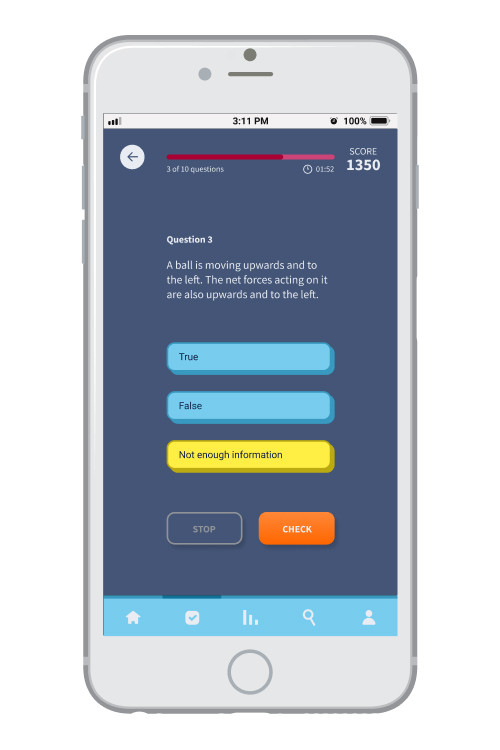 3:11 PM
100%
SCORE
1350
3 of 10 questions
01:52
Question 3
A ball is moving upwards and to
the left. The net forces acting on it
are also upwards and to the left.
True
False
Not enough information
STOP
CHECK